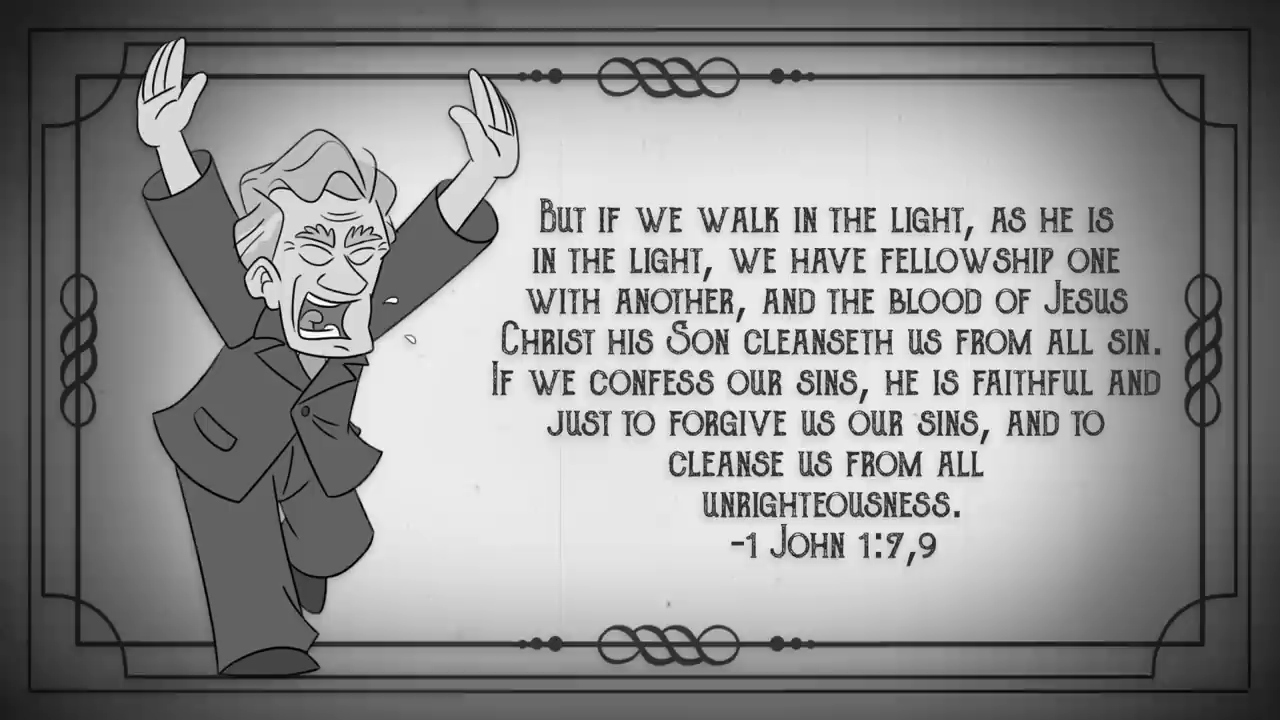 But if we walk in the light, as he is
in the light, we have fellowship one
with another, and the blood of Jesus
Christ his Son cleanseth us from all sin.
If we confess our sins, he is faithful and
just to forgive us our sins, and to
cleanse us from all
unrighteousness.
-1 John 1:7,9